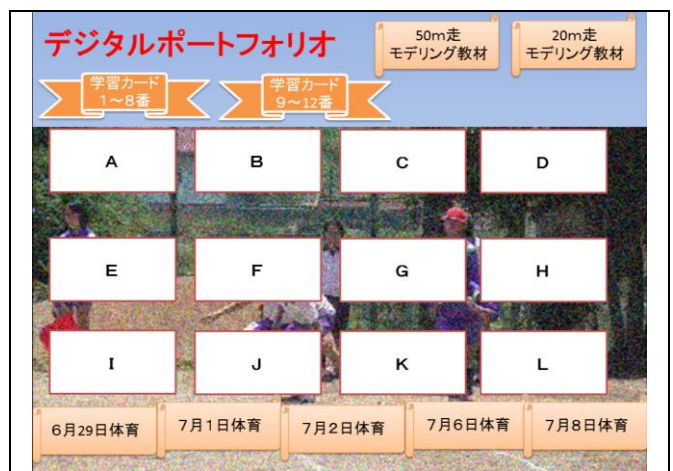 デジタルポートフォリオ
50m走
モデリング教材
20m走
モデリング教材
学習カード
1～8番
学習カード
9～12番
A
B
C
D
E
F
G
H
I
J
K
L
6月29日体育
7月1日体育
7月2日体育
7月6日体育
7月8日体育